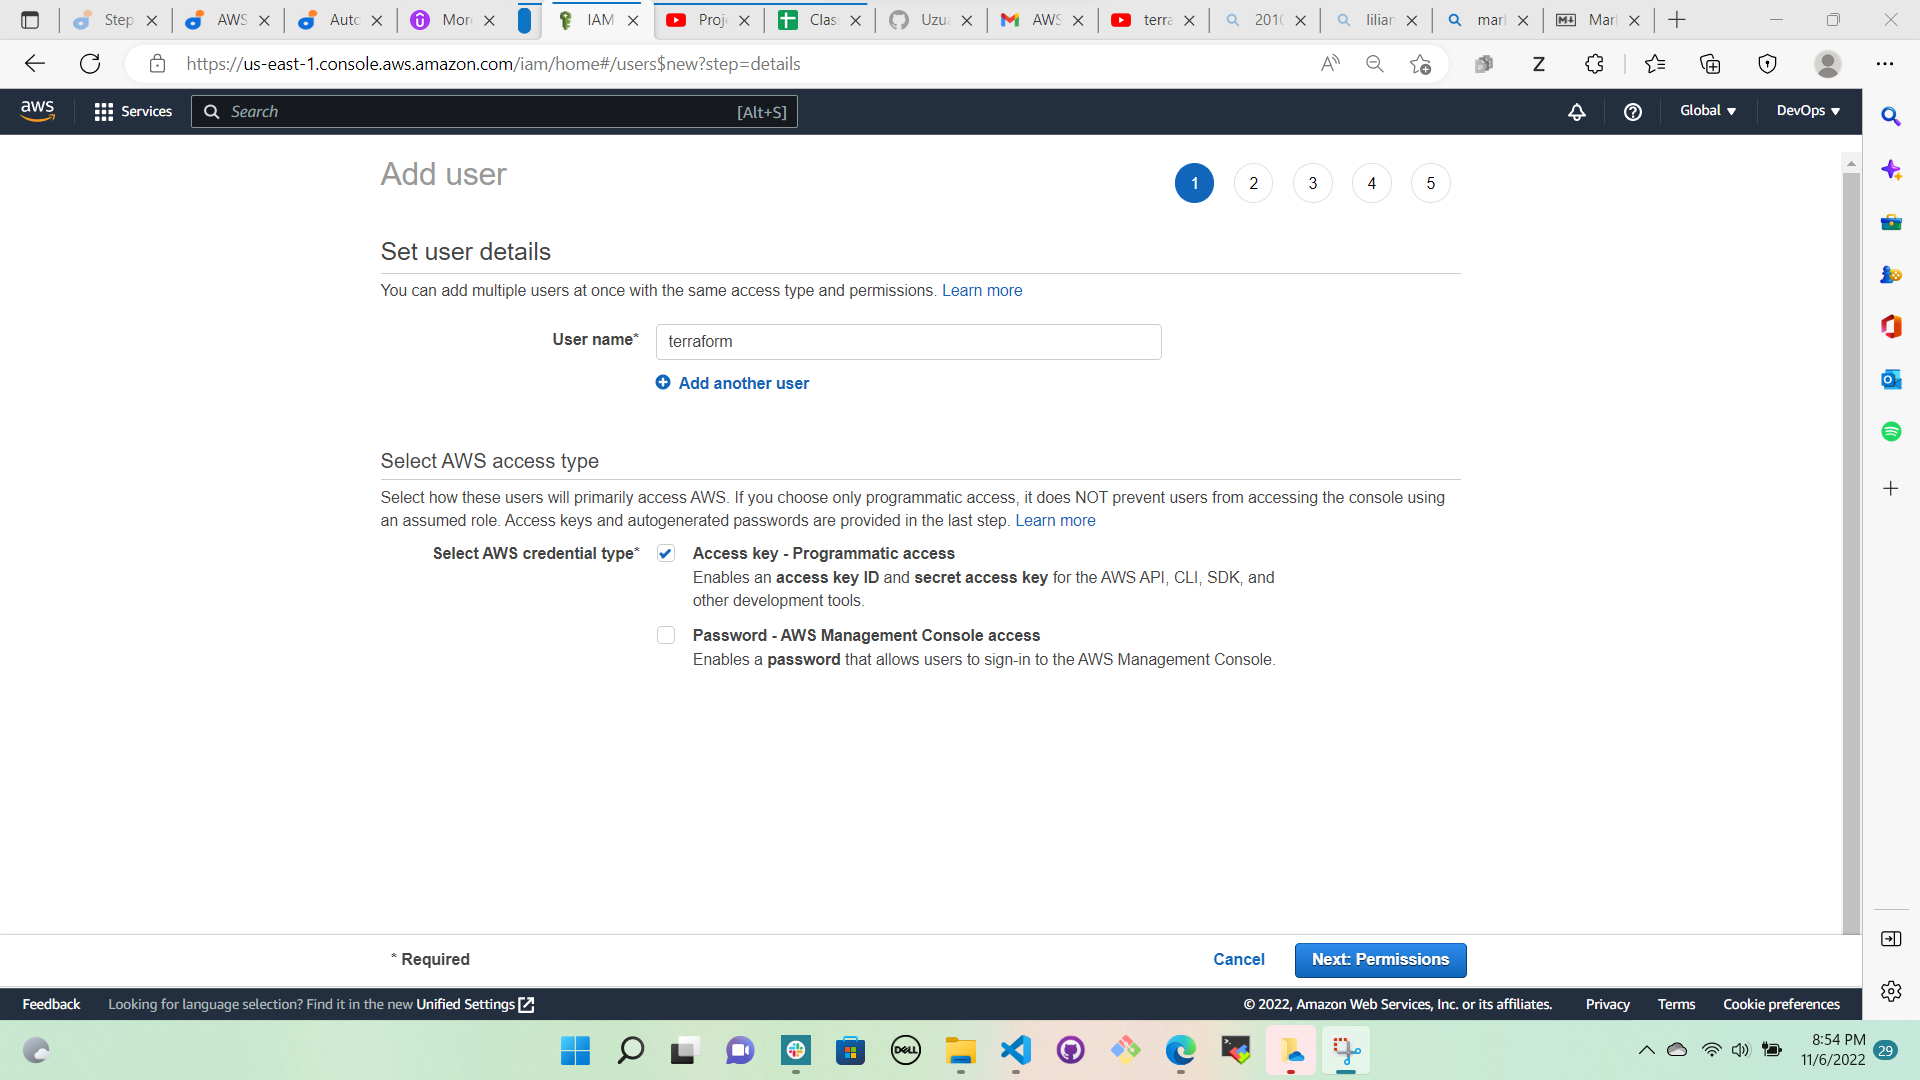 Step
AWS
Auto
More
IAM
Proje
Clas
Uzua
AWS
terra
2010
lilian
mar
Mar
https://us-east-1.console.aws.amazon.com/iam/home#/users$new?step=details
aws
Services
Search
[Alt+S]
Global
DevOps
Add user
1
2
3
4
5
Set user details
You can add multiple users at once with the same access type and permissions. Learn more
User name*
terraform
Add another user
Select AWS access type
Select how these users will primarily access AWS. If you choose only programmatic access, it does NOT prevent users from accessing the console using
an assumed role. Access keys and autogenerated passwords are provided in the last step. Learn more
Select AWS credential type*
Access key - Programmatic access
Enables an access key ID and secret access key for the AWS API, CLI, SDK, and
other development tools.
Password - AWS Management Console access
Enables a password that allows users to sign-in to the AWS Management Console.
* Required
Cancel
Next: Permissions
Feedback
Looking for language selection? Find it in the new Unified Settings
© 2022, Amazon Web Services, Inc. or its affiliates.
Privacy
Terms
Cookie preferences
DELL
8:54 PM
11/6/2022
29